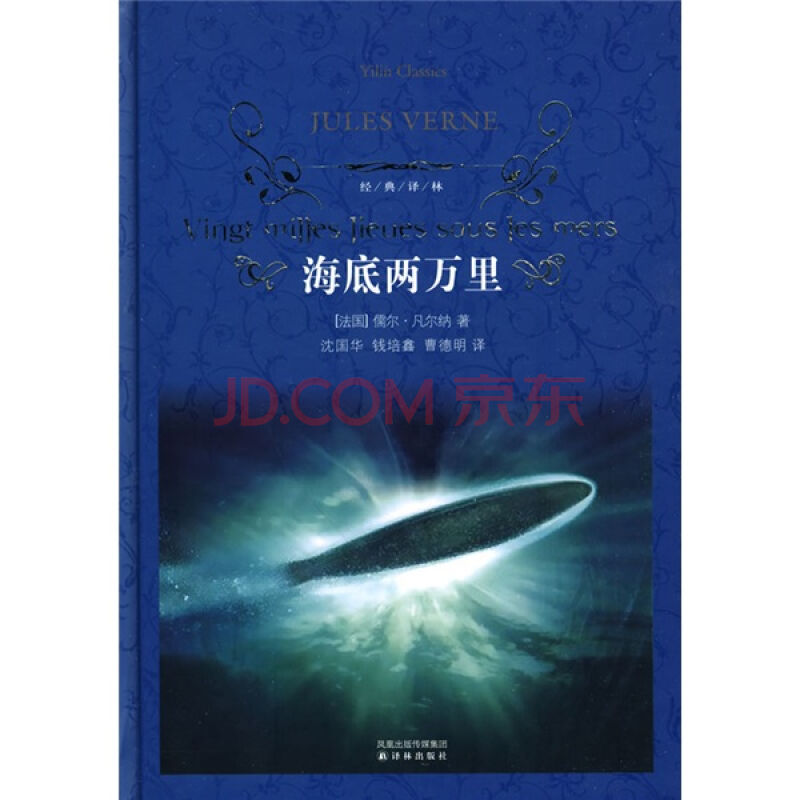 Yilin Classics
JULES VERNE
经/典/译/林
Vingt milles lieues sous les mers
海底两万里
[法国] 儒尔·凡尔纳 著
沈国华 钱培鑫 曹德明 译
JD.COM 京东
凤凰出版传媒集团
译林出版社